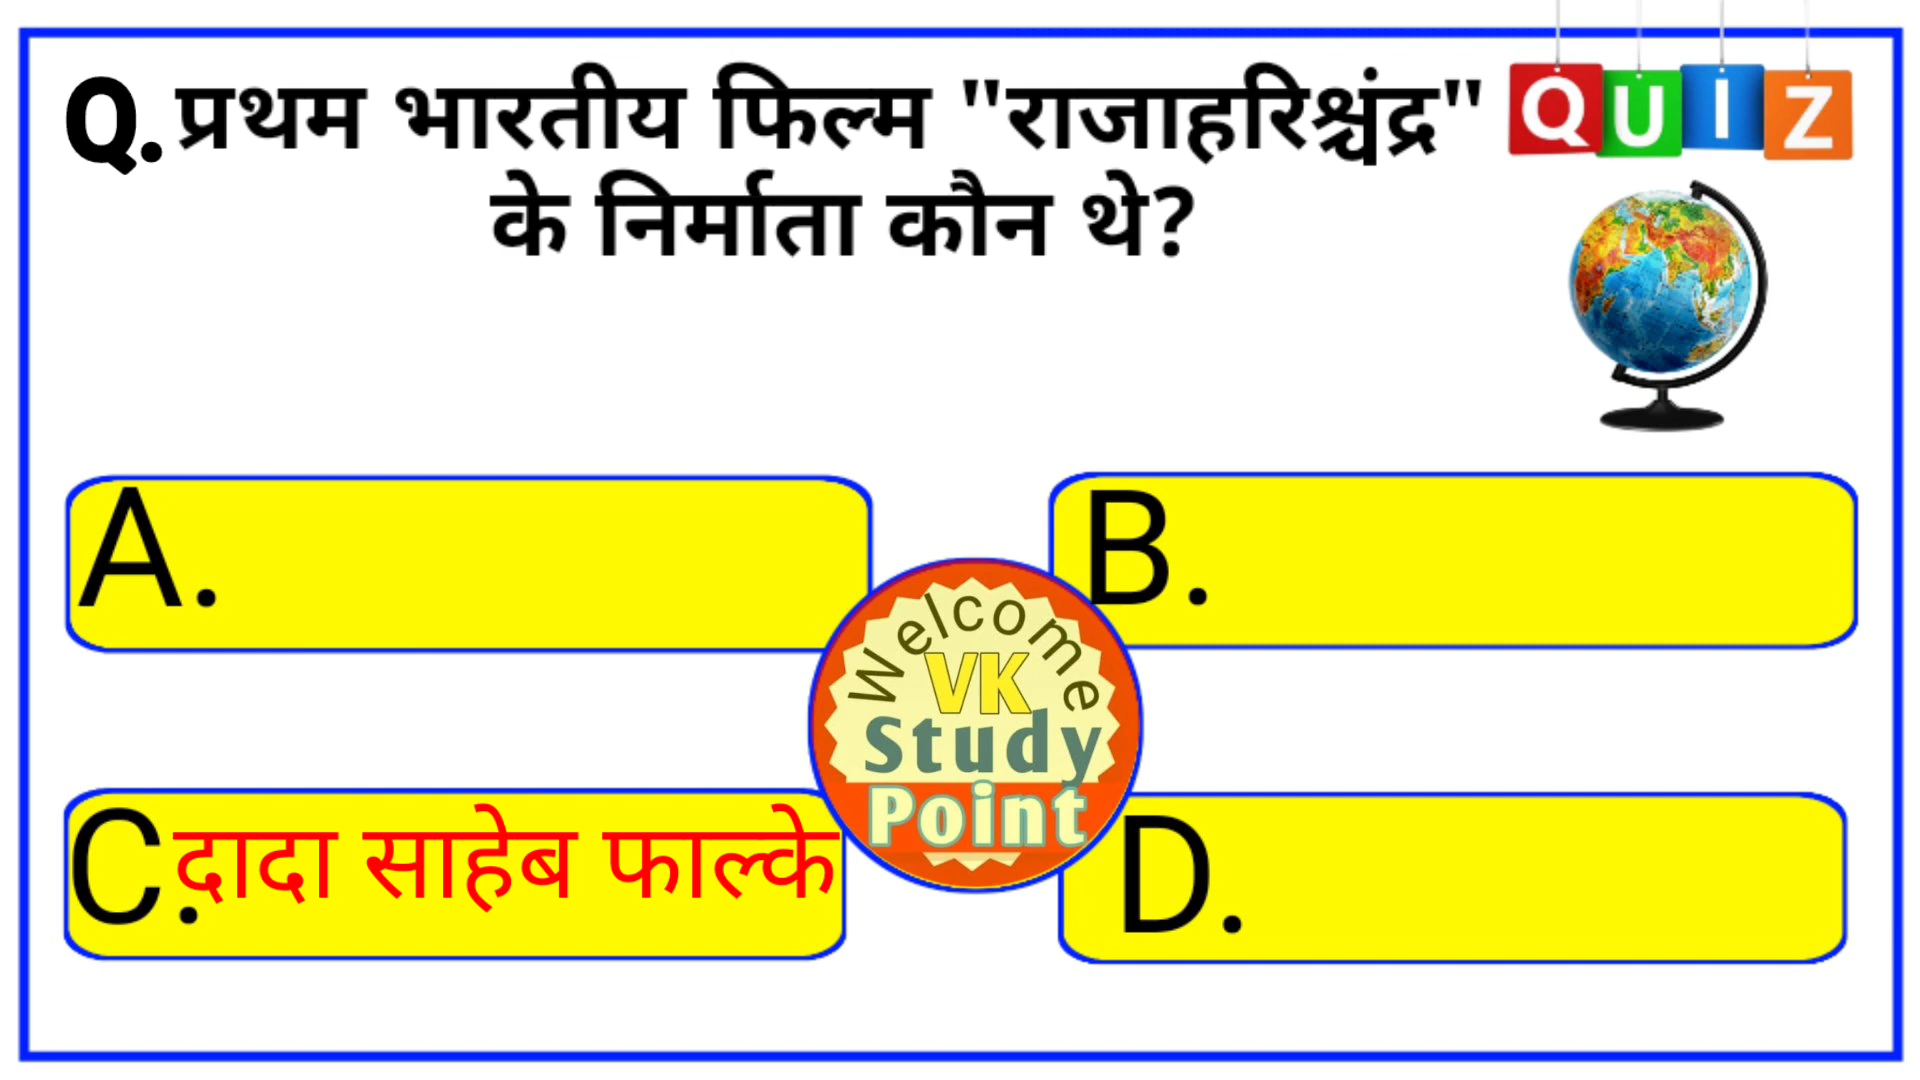 Q. प्रथम भारतीय फिल्म "राजाहरिश्चंद्र"
के निर्माता कौन थे?
QUIZ
A.
B.
Welcome
VK
Study
Point
C. दादा साहेब फाल्के
D.